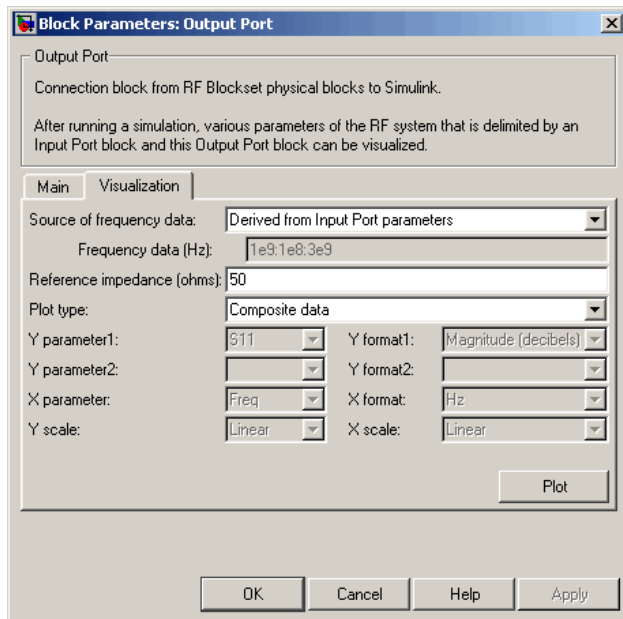 Block Parameters: Output Port
Output Port
Connection block from RF Blockset physical blocks to Simulink.
After running a simulation, various parameters of the RF system that is delimited by an
Input Port block and this Output Port block can be visualized.
Main Visualization
Source of frequency data: Derived from Input Port parameters
Frequency data (Hz): 1e9:1e8:3e9
Reference impedance (ohms): 50
Plot type: Composite data
Y parameter1: S11 Y format1: Magnitude (decibels)
Y parameter2: Y format2:
X parameter: Freq X format: Hz
Y scale: Linear X scale: Linear
Plot
OK Cancel Help Apply